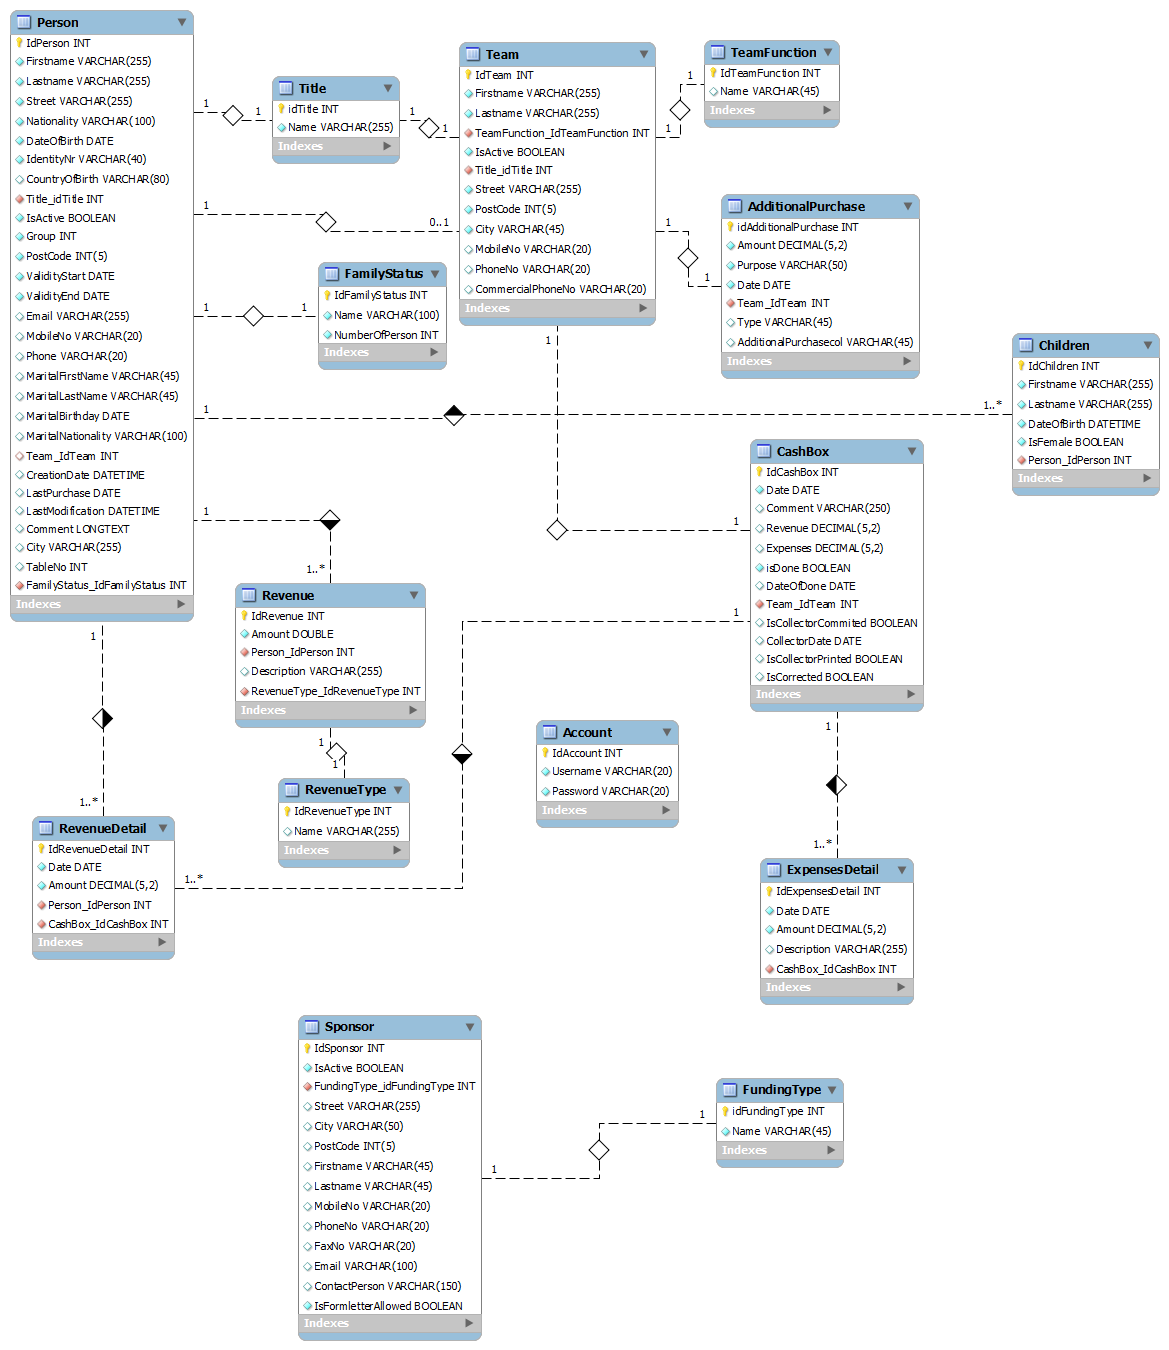 Person
IdPerson INT
Firstname VARCHAR(255)
Lastname VARCHAR(255)
Street VARCHAR(255)
Nationality VARCHAR(100)
DateOfBirth DATE
IdentityNr VARCHAR(40)
CountryOfBirth VARCHAR(80)
Title_idTitle INT
IsActive BOOLEAN
Group INT
PostCode INT(5)
ValidityStart DATE
ValidityEnd DATE
Email VARCHAR(255)
MobileNo VARCHAR(20)
Phone VARCHAR(20)
MaritalFirstName VARCHAR(45)
MaritalLastName VARCHAR(45)
MaritalBirthday DATE
MaritalNationality VARCHAR(100)
Team_IdTeam INT
CreationDate DATETIME
LastPurchase DATE
LastModification DATETIME
Comment LONGTEXT
City VARCHAR(255)
TableNo INT
FamilyStatus_IdFamilyStatus INT
Indexes
1
1
Title
idTitle INT
Name VARCHAR(255)
Indexes
1
1
Team
IdTeam INT
Firstname VARCHAR(255)
Lastname VARCHAR(255)
TeamFunction_IdTeamFunction INT
IsActive BOOLEAN
Title_idTitle INT
Street VARCHAR(255)
PostCode INT(5)
City VARCHAR(45)
MobileNo VARCHAR(20)
PhoneNo VARCHAR(20)
CommercialPhoneNo VARCHAR(20)
Indexes
1
1
TeamFunction
IdTeamFunction INT
Name VARCHAR(45)
Indexes
1
0..1
1
1
AdditionalPurchase
idAdditionalPurchase INT
Amount DECIMAL(5,2)
Purpose VARCHAR(50)
Date DATE
Team_IdTeam INT
Type VARCHAR(45)
AdditionalPurchasecol VARCHAR(45)
Indexes
1
1
FamilyStatus
IdFamilyStatus INT
Name VARCHAR(100)
NumberOfPerson INT
Indexes
1
1..*
Children
IdChildren INT
Firstname VARCHAR(255)
Lastname VARCHAR(255)
DateOfBirth DATETIME
IsFemale BOOLEAN
Person_IdPerson INT
Indexes
1
1
CashBox
IdCashBox INT
Date DATE
Comment VARCHAR(250)
Revenue DECIMAL(5,2)
Expenses DECIMAL(5,2)
isDone BOOLEAN
DateOfDone DATE
Team_IdTeam INT
IsCollectorCommited BOOLEAN
CollectorDate DATE
IsCollectorPrinted BOOLEAN
IsCorrected BOOLEAN
Indexes
1
1..*
Revenue
IdRevenue INT
Amount DOUBLE
Person_IdPerson INT
Description VARCHAR(255)
RevenueType_IdRevenueType INT
Indexes
1
1
RevenueType
IdRevenueType INT
Name VARCHAR(255)
Indexes
1
1..*
RevenueDetail
IdRevenueDetail INT
Date DATE
Amount DECIMAL(5,2)
Person_IdPerson INT
CashBox_IdCashBox INT
Indexes
1..*
1
Account
IdAccount INT
Username VARCHAR(20)
Password VARCHAR(20)
Indexes
1
1..*
ExpensesDetail
IdExpensesDetail INT
Date DATE
Amount DECIMAL(5,2)
Description VARCHAR(255)
CashBox_IdCashBox INT
Indexes
Sponsor
IdSponsor INT
IsActive BOOLEAN
FundingType_idFundingType INT
Street VARCHAR(255)
City VARCHAR(50)
PostCode INT(5)
Firstname VARCHAR(45)
Lastname VARCHAR(45)
MobileNo VARCHAR(20)
PhoneNo VARCHAR(20)
FaxNo VARCHAR(20)
Email VARCHAR(100)
ContactPerson VARCHAR(150)
IsFormletterAllowed BOOLEAN
Indexes
1
1
FundingType
idFundingType INT
Name VARCHAR(45)
Indexes